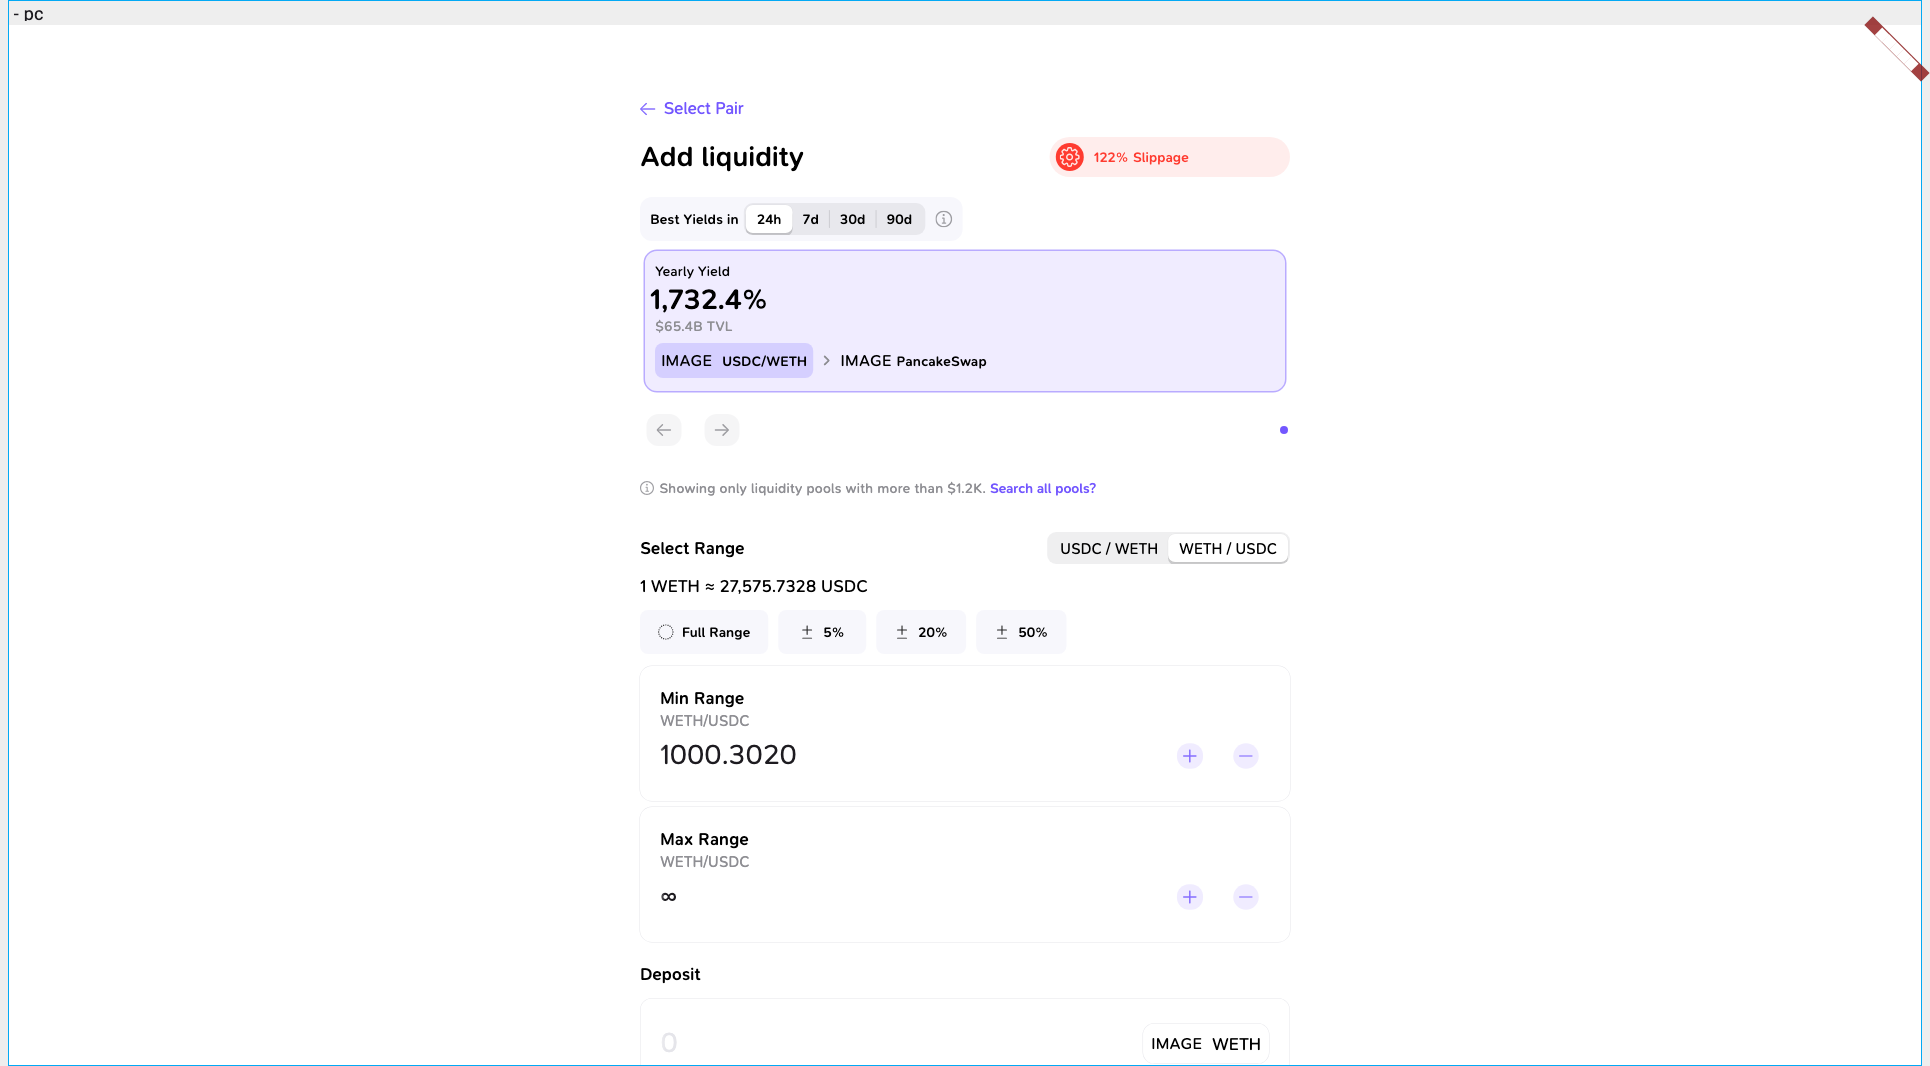 - pc
Select Pair
Add liquidity
122% Slippage
Best Yields in 24h 7d 30d 90d
Yearly Yield
1,732.4%
$65.4B TVL
IMAGE USDC/WETH IMAGE PancakeSwap
Showing only liquidity pools with more than $1.2K. Search all pools?
Select Range
USDC / WETH WETH / USDC
1 WETH ≈ 27,575.7328 USDC
Full Range ± 5% ± 20% ± 50%
Min Range
WETH/USDC
1000.3020
Max Range
WETH/USDC
∞
Deposit
0
IMAGE WETH